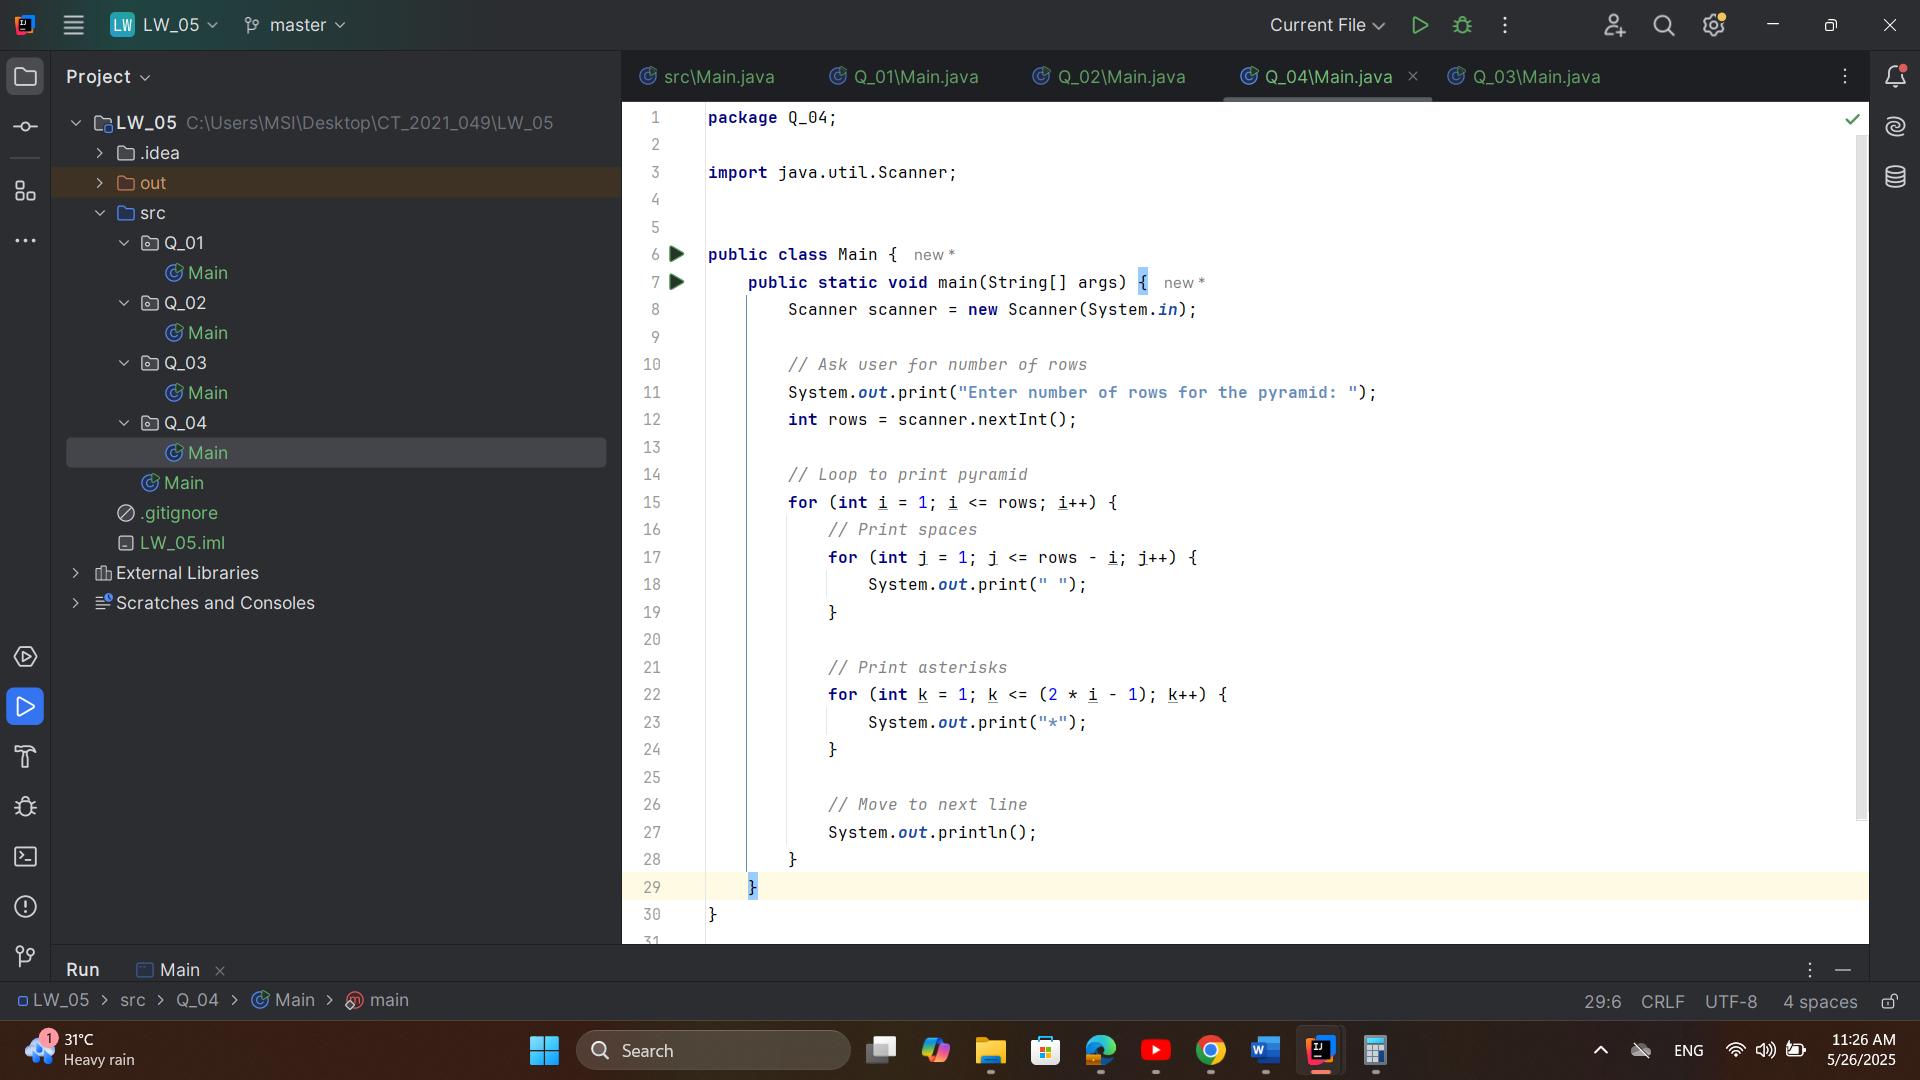 LW LW_05 master Current File
Project
src\Main.java Q_01\Main.java Q_02\Main.java Q_04\Main.java Q_03\Main.java
LW_05 C:\Users\MSI\Desktop\CT_2021_049\LW_05
.idea
out
src
Q_01
Main
Q_02
Main
Q_03
Main
Q_04
Main
Main
.gitignore
LW_05.iml
External Libraries
Scratches and Consoles
1 package Q_04;
2
3 import java.util.Scanner;
4
5
6 public class Main { new *
7 public static void main(String[] args) { new *
8 Scanner scanner = new Scanner(System.in);
9
10 // Ask user for number of rows
11 System.out.print("Enter number of rows for the pyramid: ");
12 int rows = scanner.nextInt();
13
14 // Loop to print pyramid
15 for (int i = 1; i <= rows; i++) {
16 // Print spaces
17 for (int j = 1; j <= rows - i; j++) {
18 System.out.print(" ");
19 }
20
21 // Print asterisks
22 for (int k = 1; k <= (2 * i - 1); k++) {
23 System.out.print("*");
24 }
25
26 // Move to next line
27 System.out.println();
28 }
29 }
30 }
31
Run Main
LW_05 > src > Q_04 > Main > main 29:6 CRLF UTF-8 4 spaces
1 31°C
Heavy rain
Search
ENG
11:26 AM
5/26/2025